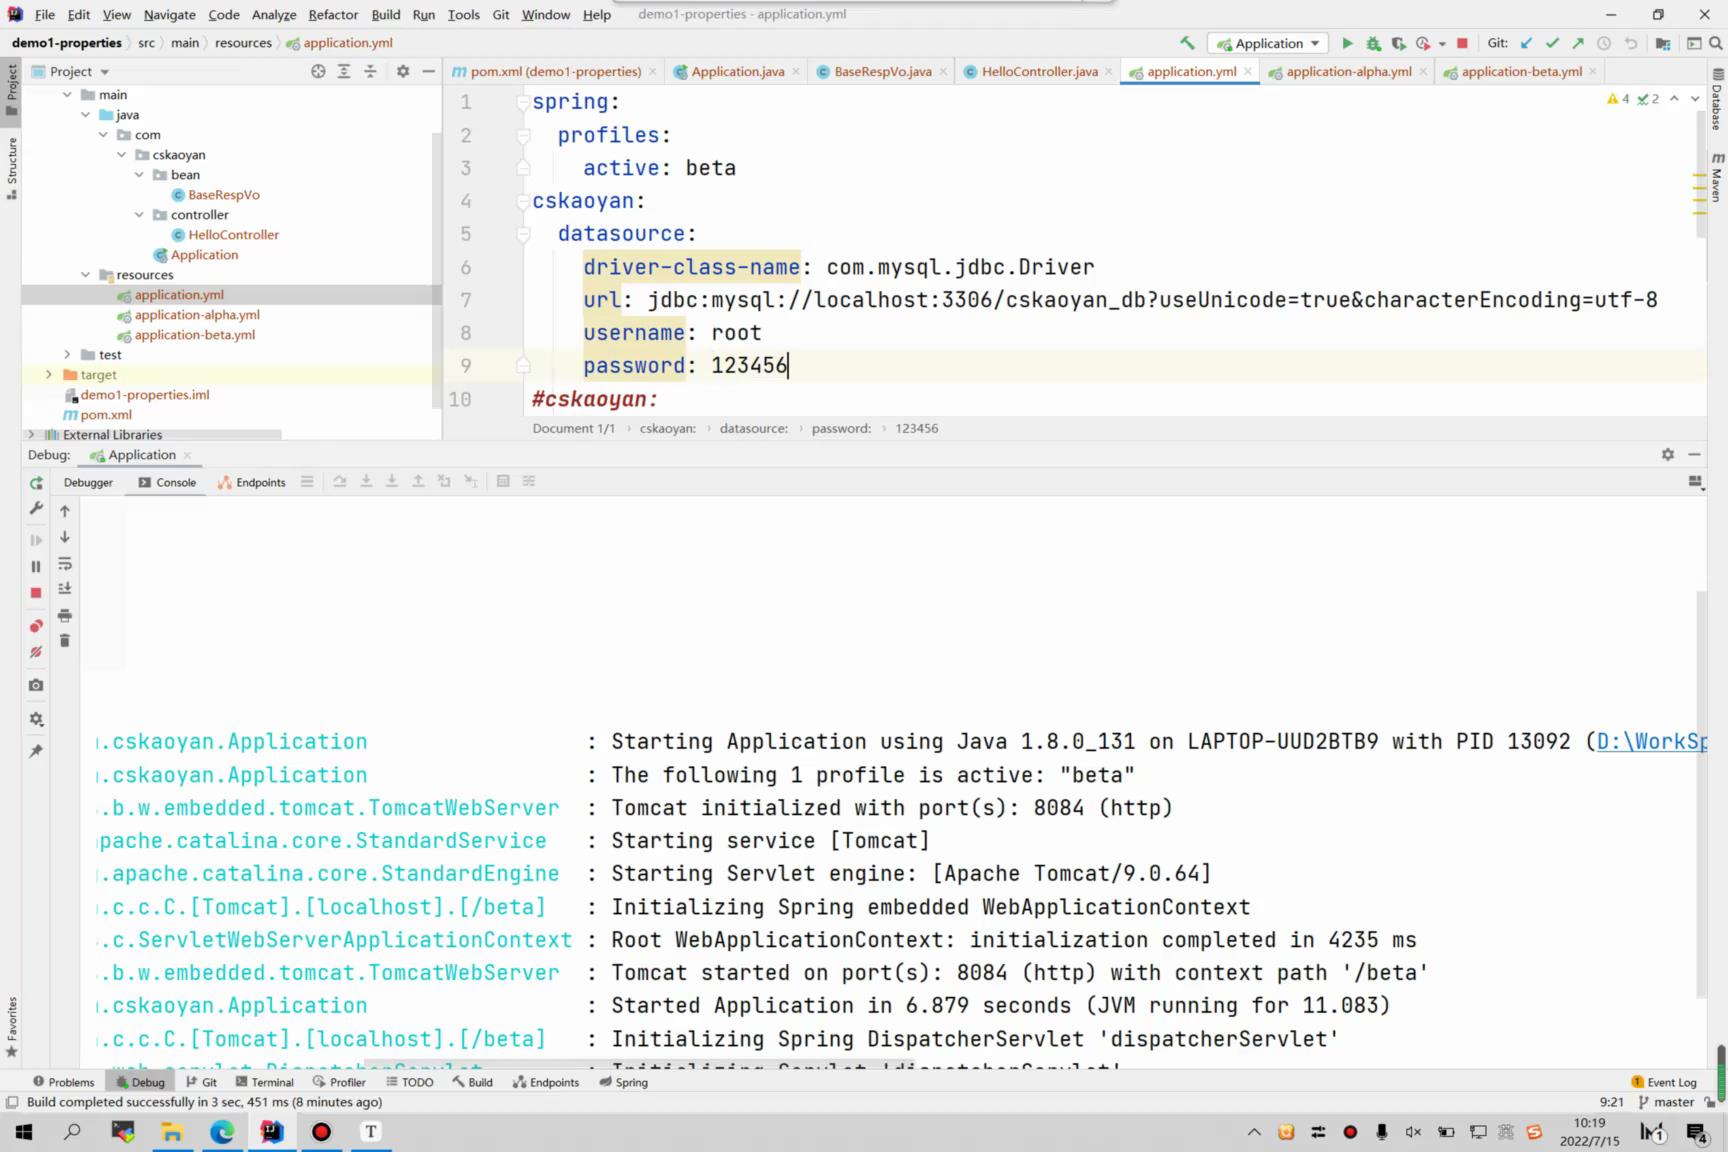 File Edit View Navigate Code Analyze Refactor Build Run Tools Git Window Help demo1-properties - application.yml
demo1-properties › src › main › resources › application.yml Application Git:
Project pom.xml (demo1-properties) Application.java BaseRespVo.java HelloController.java application.yml application-alpha.yml application-beta.yml
Project
Structure
Favorites
Database
Maven
main
java
com
cskaoyan
bean
BaseRespVo
controller
HelloController
Application
resources
application.yml
application-alpha.yml
application-beta.yml
test
target
demo1-properties.iml
pom.xml
External Libraries
4 2
1 spring:
2 profiles:
3 active: beta
4 cskaoyan:
5 datasource:
6 driver-class-name: com.mysql.jdbc.Driver
7 url: jdbc:mysql://localhost:3306/cskaoyan_db?useUnicode=true&characterEncoding=utf-8
8 username: root
9 password: 123456
10 #cskaoyan:
Document 1/1 › cskaoyan: › datasource: › password: › 123456
Debug: Application
Debugger Console Endpoints
.cskaoyan.Application : Starting Application using Java 1.8.0_131 on LAPTOP-UUD2BTB9 with PID 13092 (D:\WorkSp
.cskaoyan.Application : The following 1 profile is active: "beta"
.b.w.embedded.tomcat.TomcatWebServer : Tomcat initialized with port(s): 8084 (http)
pache.catalina.core.StandardService : Starting service [Tomcat]
.apache.catalina.core.StandardEngine : Starting Servlet engine: [Apache Tomcat/9.0.64]
.c.c.C.[Tomcat].[localhost].[/beta] : Initializing Spring embedded WebApplicationContext
.c.ServletWebServerApplicationContext : Root WebApplicationContext: initialization completed in 4235 ms
.b.w.embedded.tomcat.TomcatWebServer : Tomcat started on port(s): 8084 (http) with context path '/beta'
.cskaoyan.Application : Started Application in 6.879 seconds (JVM running for 11.083)
.c.c.C.[Tomcat].[localhost].[/beta] : Initializing Spring DispatcherServlet 'dispatcherServlet'
.web.servlet.DispatcherServlet : Initializing Servlet 'dispatcherServlet'
Problems Debug Git Terminal Profiler TODO Build Endpoints Spring 1 Event Log
Build completed successfully in 3 sec, 451 ms (8 minutes ago) 9:21 master
T 10:19
2022/7/15 1 4